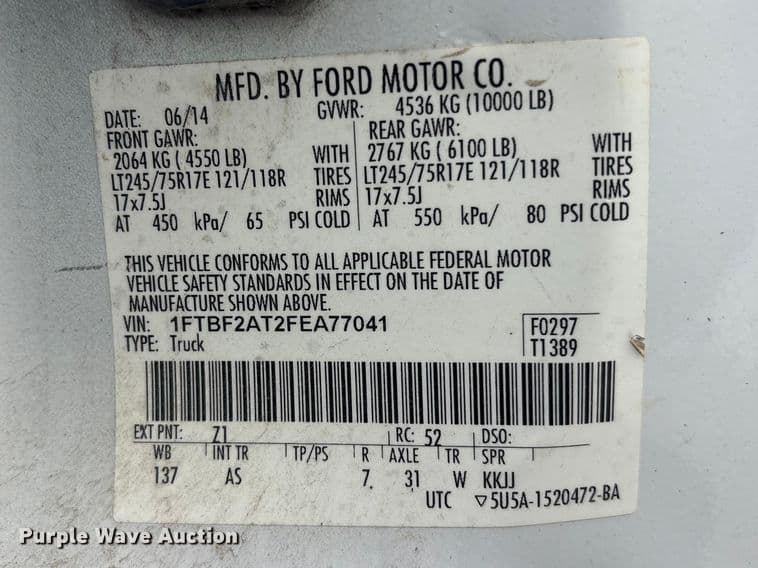 MFD. BY FORD MOTOR CO.
DATE: 06/14 GVWR: 4536 KG (10000 LB)
FRONT GAWR: REAR GAWR:
2064 KG ( 4550 LB) WITH 2767 KG ( 6100 LB) WITH
LT245/75R17E 121/118R TIRES LT245/75R17E 121/118R TIRES
17x7.5J RIMS 17x7.5J RIMS
AT 450 kPa/ 65 PSI COLD AT 550 kPa/ 80 PSI COLD
THIS VEHICLE CONFORMS TO ALL APPLICABLE FEDERAL MOTOR
VEHICLE SAFETY STANDARDS IN EFFECT ON THE DATE OF
MANUFACTURE SHOWN ABOVE.
VIN: 1FTBF2AT2FEA77041 F0297
TYPE: Truck T1389
EXT PNT: Z1 RC: 52 DSO:
WB INT TR TP/PS R AXLE TR SPR
137 AS 7 31 W KKJJ
UTC ▽5U5A-1520472-BA
Purple Wave Auction